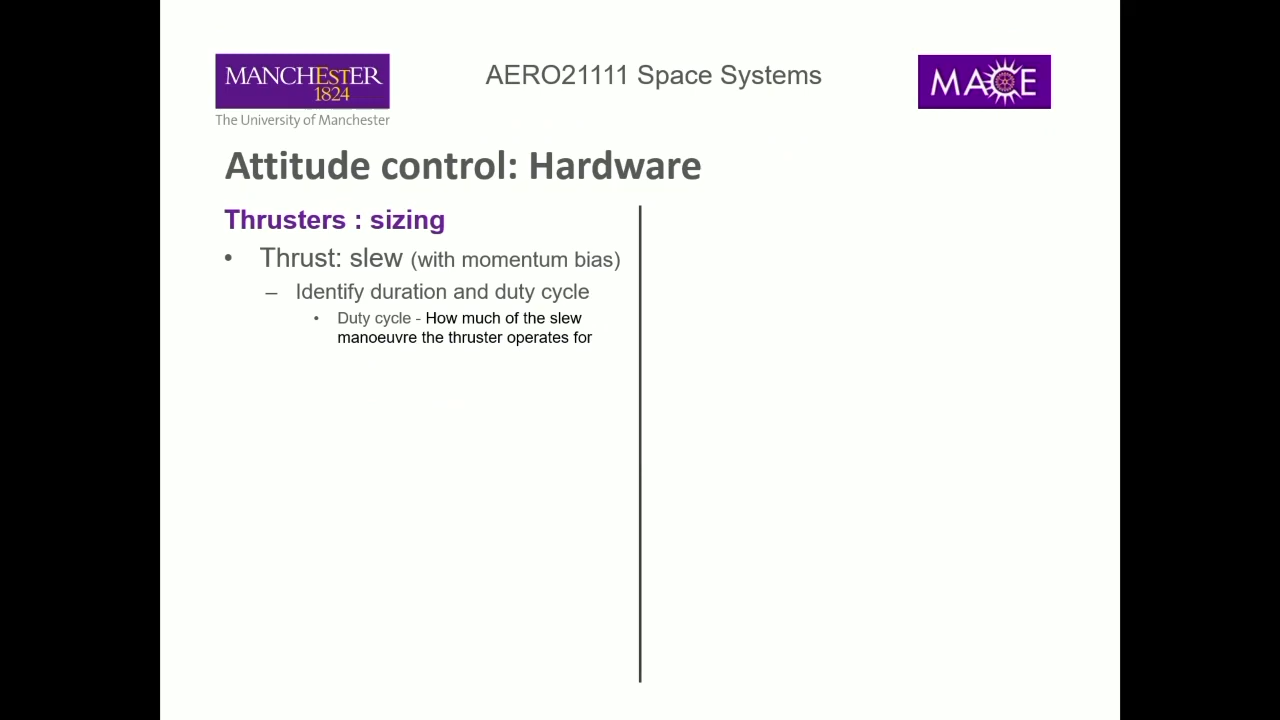 MANCHESTER
1824
The University of Manchester
AERO21111 Space Systems
MACE
Attitude control: Hardware
Thrusters : sizing
• Thrust: slew (with momentum bias)
– Identify duration and duty cycle
• Duty cycle - How much of the slew
manoeuvre the thruster operates for